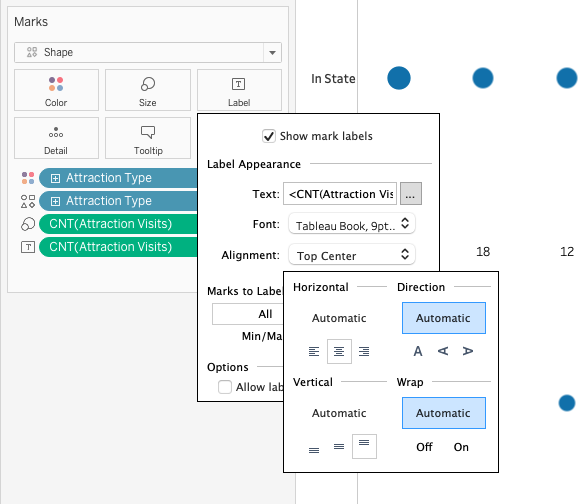 Marks
Shape
Color
Size
T
Label
Detail
Tooltip
Attraction Type
Attraction Type
CNT(Attraction Visits)
T
CNT(Attraction Visits)
In State
18
12
Show mark labels
Label Appearance
Text:
<CNT(Attraction Vis
...
Font:
Tableau Book, 9pt...
Alignment:
Top Center
Marks to Label
All
Min/Ma
Options
Allow lab
Horizontal
Direction
Automatic
Automatic
A A A
Vertical
Wrap
Automatic
Automatic
Off
On